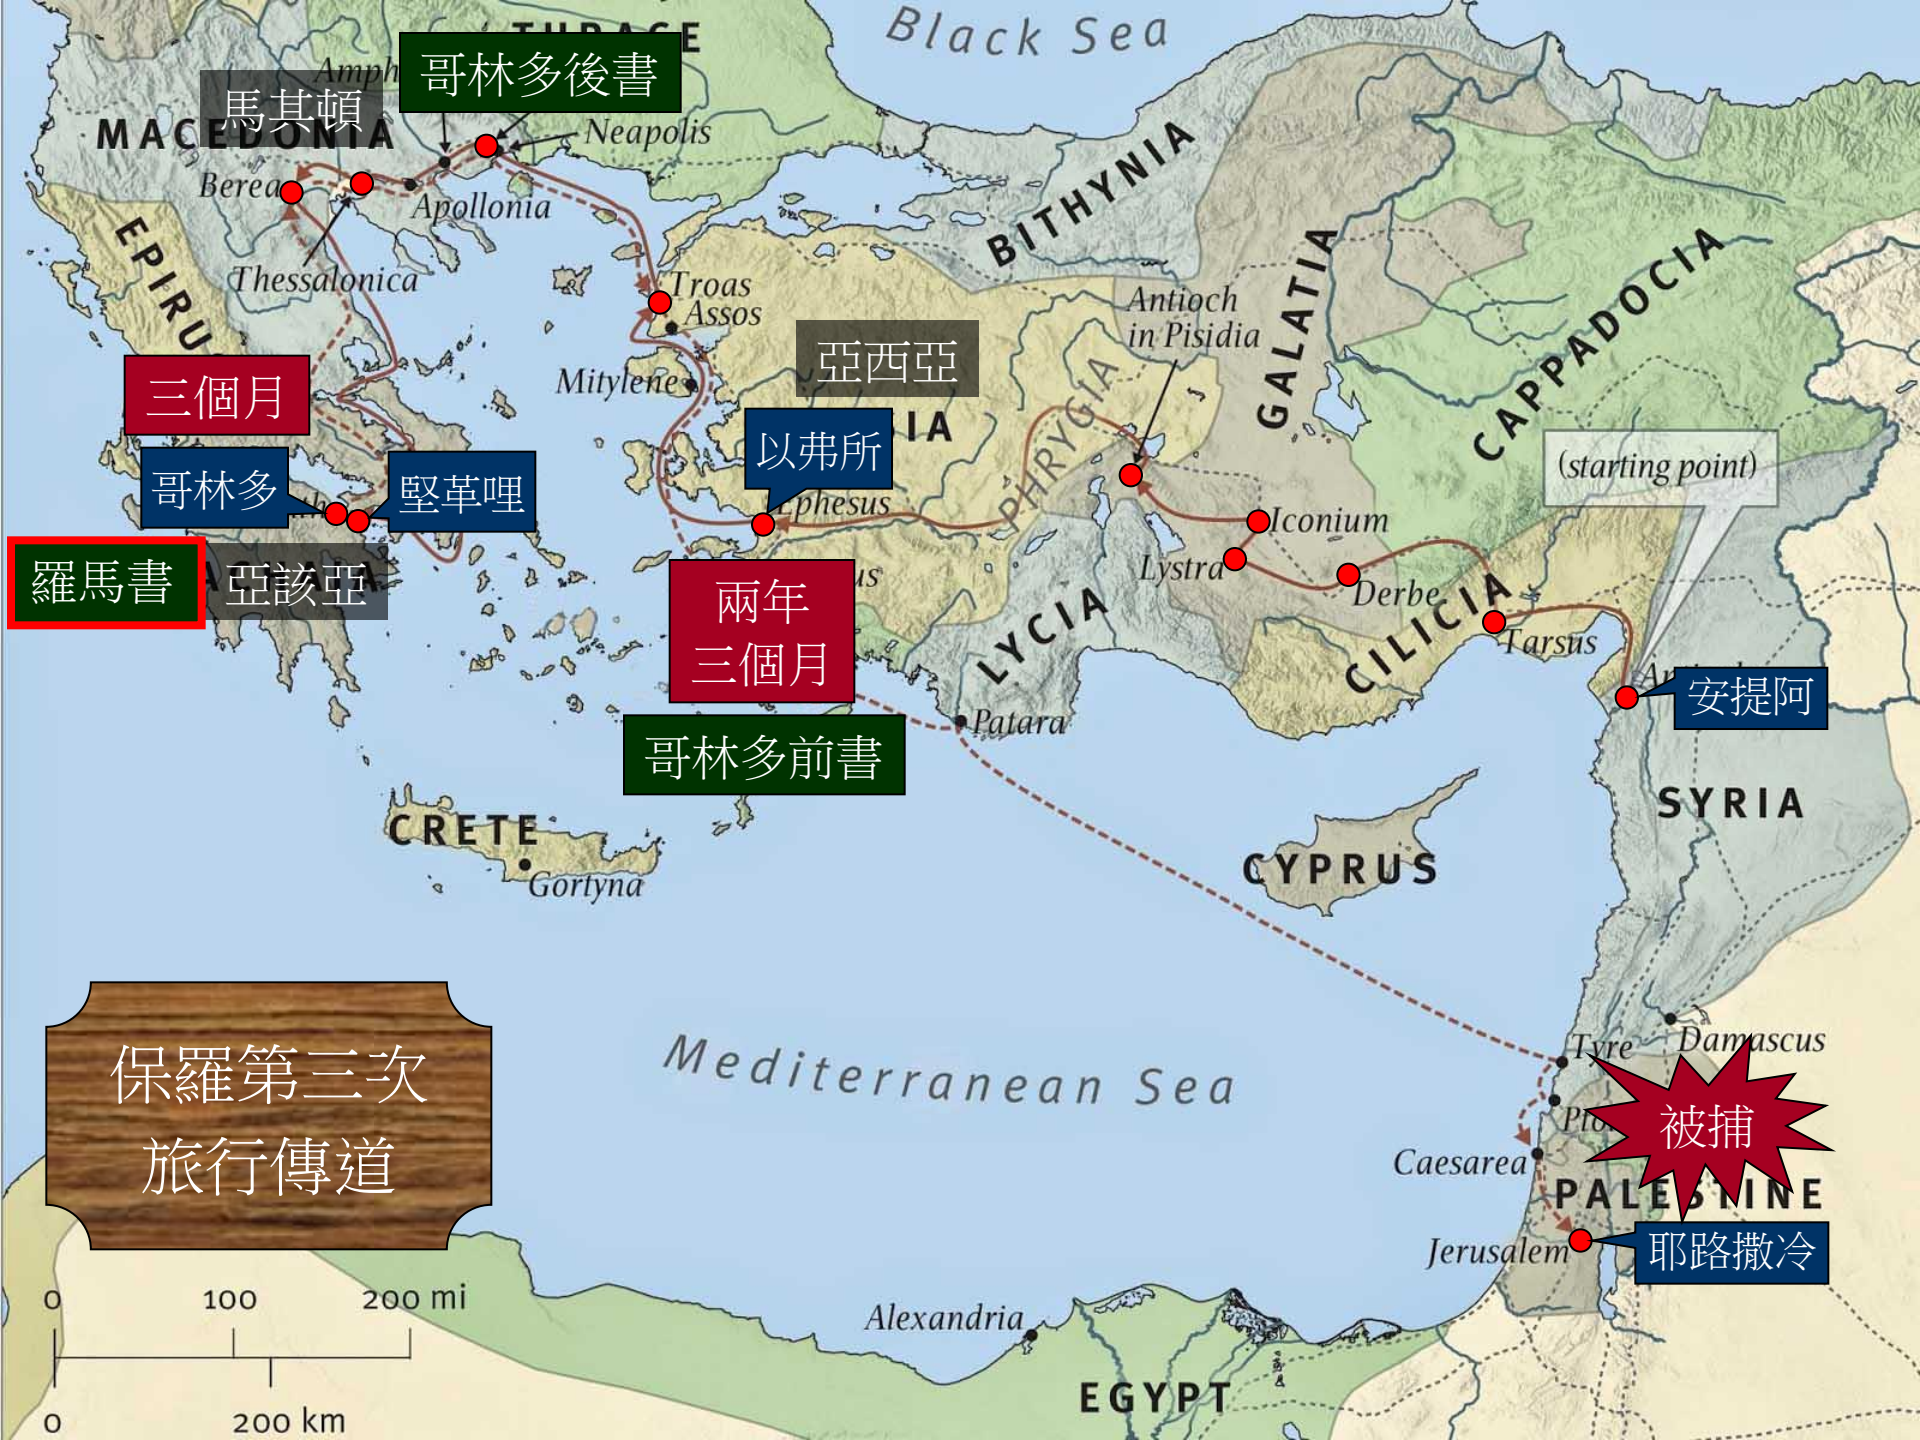 Black Sea
哥林多後書
馬其頓
Neapolis
Berea
Apollonia
Thessalonica
BITHYNIA
Troas
Assos
Antioch
in Pisidia
GALATIA
CAPPADOCIA
三個月
Mitylene
亞西亞
PHRYGIA
以弗所
(starting point)
哥林多
堅革哩
Ephesus
Iconium
羅馬書
亞該亞
Lystra
Derbe
兩年
三個月
LYCIA
CILICIA
Tarsus
安提阿
哥林多前書
Patara
SYRIA
CRETE
Gortyna
CYPRUS
保羅第三次
旅行傳道
Mediterranean Sea
Tyre
Damascus
被捕
Caesarea
PALESTINE
Jerusalem
耶路撒冷
0 100 200 mi
0 200 km
Alexandria
EGYPT